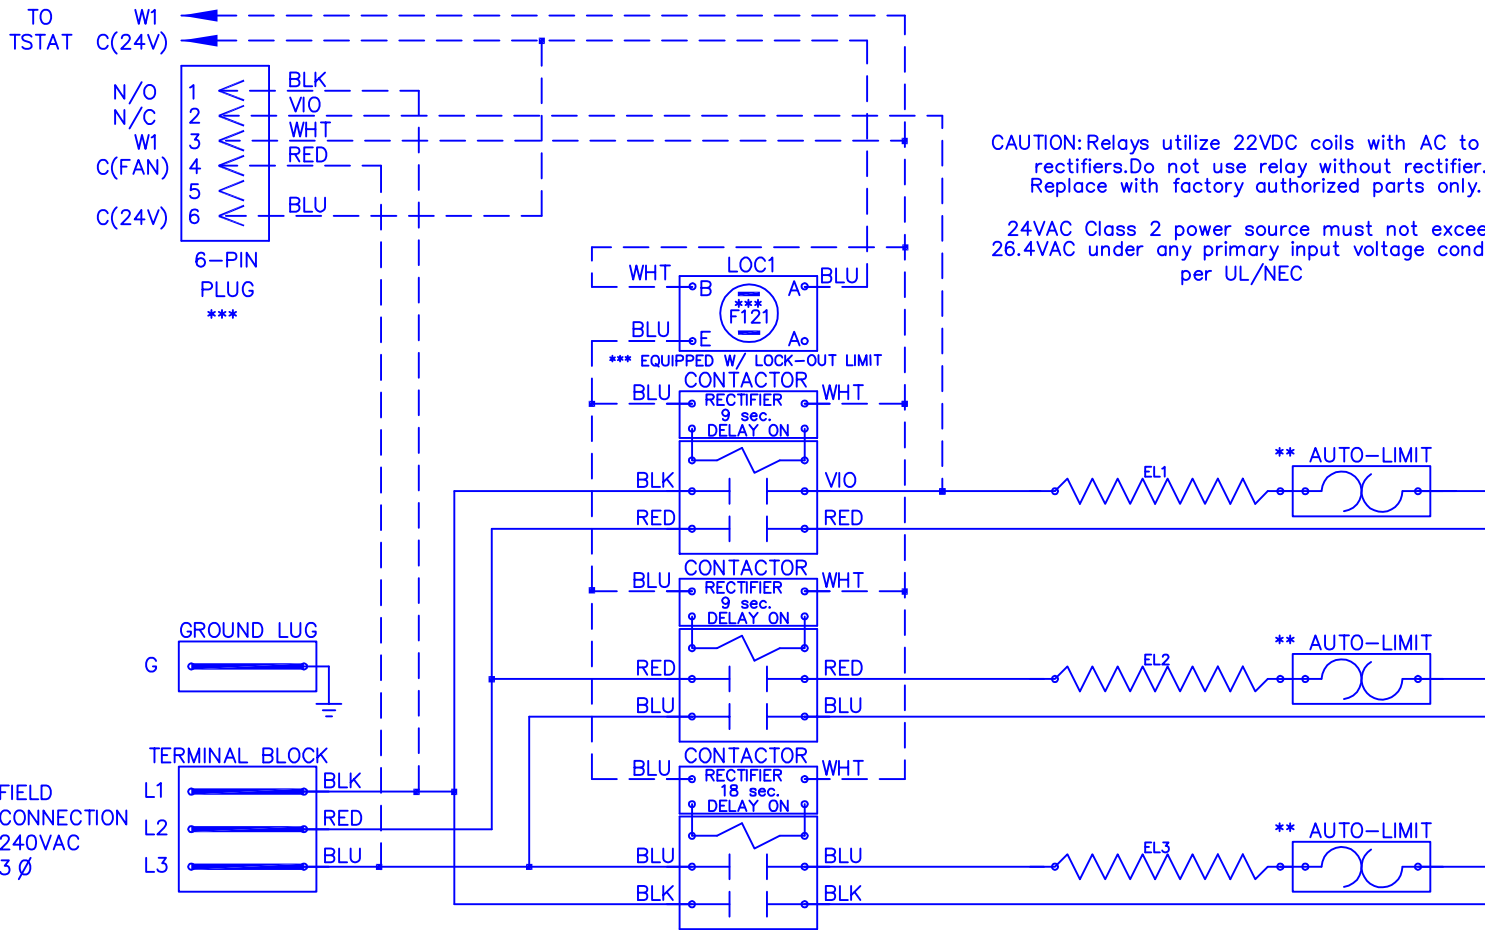 TO W1
TSTAT C(24V)
N/O 1 BLK
N/C 2 VIO
W1 3 WHT
C(FAN) 4 RED
5
C(24V) 6 BLU
6-PIN
PLUG
***
CAUTION: Relays utilize 22VDC coils with AC to
rectifiers.Do not use relay without rectifier.
Replace with factory authorized parts only.
24VAC Class 2 power source must not excee
26.4VAC under any primary input voltage cond
per UL/NEC
LOC1
WHT B A BLU
***
F121
BLU E A
*** EQUIPPED W/ LOCK-OUT LIMIT
CONTACTOR
BLU RECTIFIER WHT
9 sec.
DELAY ON
BLK VIO EL1 ** AUTO-LIMIT
RED RED
CONTACTOR
BLU RECTIFIER WHT
9 sec.
DELAY ON
GROUND LUG
G
RED RED EL2 ** AUTO-LIMIT
BLU BLU
TERMINAL BLOCK
CONTACTOR
BLU RECTIFIER WHT
18 sec.
DELAY ON
FIELD
CONNECTION
240VAC
3 Ø
L1 BLK
L2 RED
L3 BLU
BLU BLU EL3 ** AUTO-LIMIT
BLK BLK